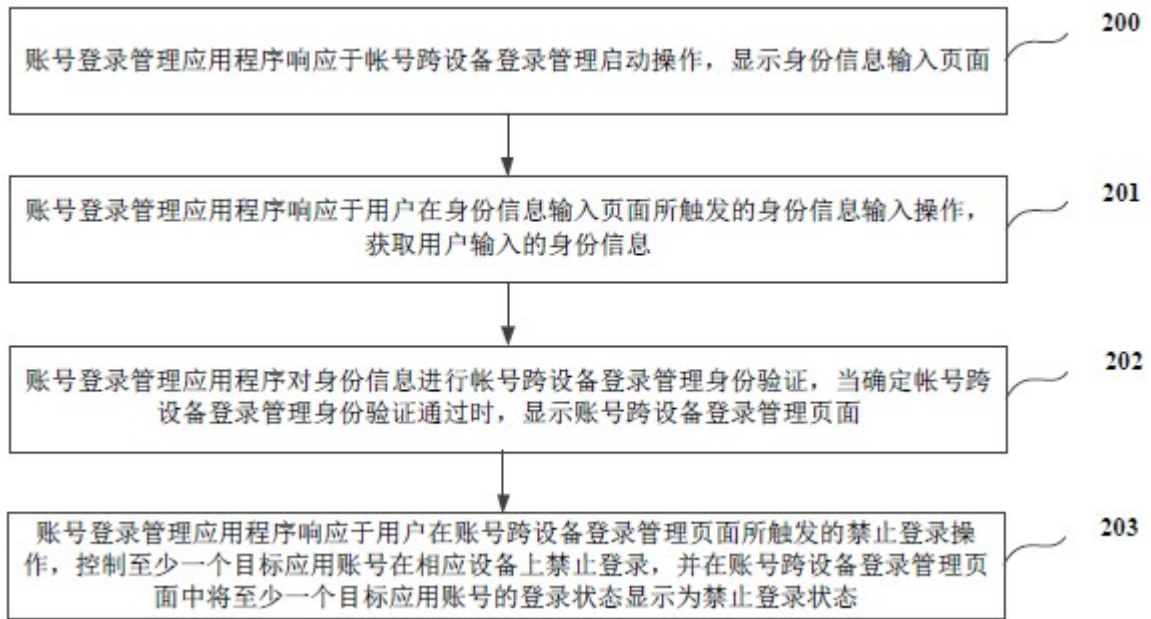 200
账号登录管理应用程序响应于帐号跨设备登录管理启动操作，显示身份信息输入页面
201
账号登录管理应用程序响应于用户在身份信息输入页面所触发的身份信息输入操作，
获取用户输入的身份信息
202
账号登录管理应用程序对身份信息进行帐号跨设备登录管理身份验证，当确定帐号跨
设备登录管理身份验证通过时，显示账号跨设备登录管理页面
203
账号登录管理应用程序响应于用户在账号跨设备登录管理页面所触发的禁止登录操
作，控制至少一个目标应用账号在相应设备上禁止登录，并在账号跨设备登录管理页
面中将至少一个目标应用账号的登录状态显示为禁止登录状态